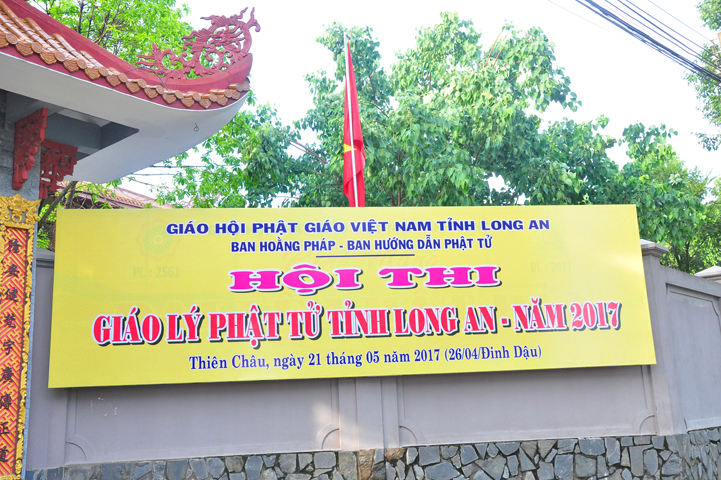 GIÁO HỘI PHẬT GIÁO VIỆT NAM TỈNH LONG AN
BAN HOẰNG PHÁP - BAN HƯỚNG DẪN PHẬT TỬ
HỘI THI
GIÁO LÝ PHẬT TỬ TỈNH LONG AN - NĂM 2017
Thiên Châu, ngày 21 tháng 05 năm 2017 (26/04/Đinh Dậu)